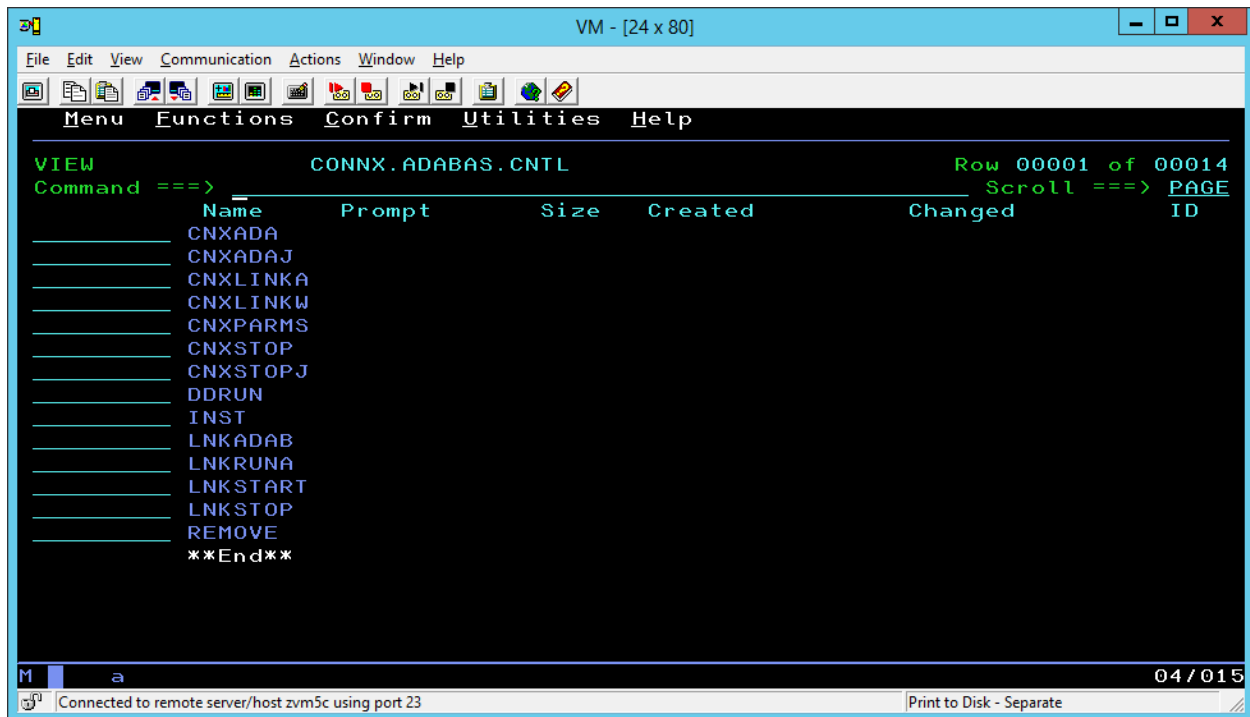 VM - [24 x 80]
File Edit View Communication Actions Window Help
Menu Functions Confirm Utilities Help
VIEW CONNX.ADABAS.CNTL Row 00001 of 00014
Command ===> Scroll ===> PAGE
Name Prompt Size Created Changed ID
CNXADA
CNXADAJ
CNXLINKA
CNXLINKW
CNXPARMS
CNXSTOP
CNXSTOPJ
DDRUN
INST
LNKADAB
LNKRUNA
LNKSTART
LNKSTOP
REMOVE
**End**
M a 04/015
Connected to remote server/host zvm5c using port 23 Print to Disk - Separate